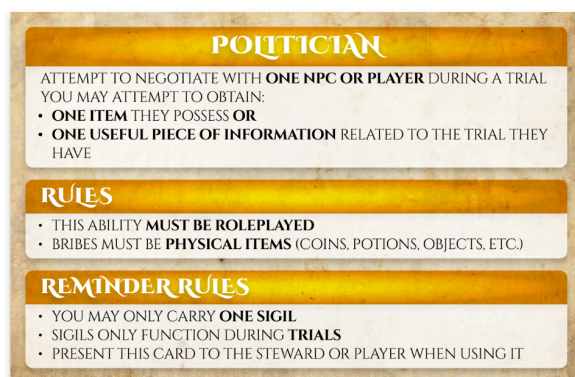 POLITICIAN
ATTEMPT TO NEGOTIATE WITH ONE NPC OR PLAYER DURING A TRIAL
YOU MAY ATTEMPT TO OBTAIN:
• ONE ITEM THEY POSSESS OR
• ONE USEFUL PIECE OF INFORMATION RELATED TO THE TRIAL THEY
HAVE
RULES
• THIS ABILITY MUST BE ROLEPLAYED
• BRIBES MUST BE PHYSICAL ITEMS (COINS, POTIONS, OBJECTS, ETC.)
REMINDER RULES
• YOU MAY ONLY CARRY ONE SIGIL
• SIGILS ONLY FUNCTION DURING TRIALS
• PRESENT THIS CARD TO THE STEWARD OR PLAYER WHEN USING IT